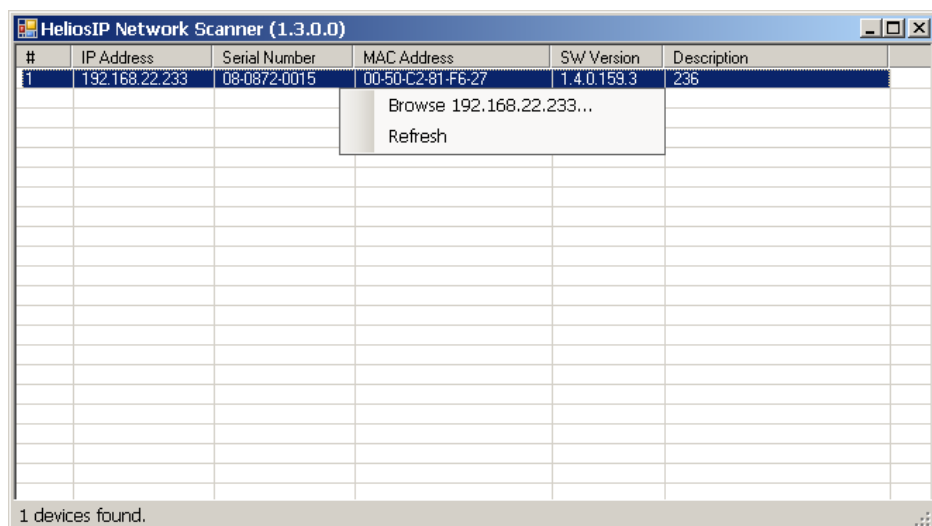 HeliosIP Network Scanner (1.3.0.0)
# IP Address Serial Number MAC Address SW Version Description
1 192.168.22.233 08-0872-0015 00-50-C2-81-F6-27 1.4.0.159.3 236
Browse 192.168.22.233...
Refresh
1 devices found.